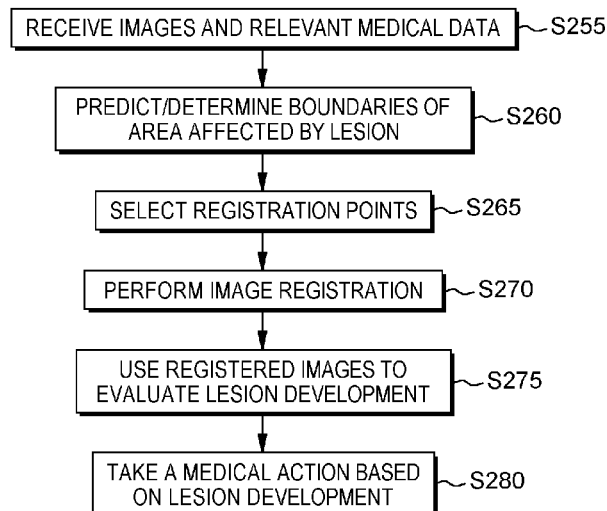 RECEIVE IMAGES AND RELEVANT MEDICAL DATA
S255
PREDICT/DETERMINE BOUNDARIES OF
AREA AFFECTED BY LESION
S260
SELECT REGISTRATION POINTS
S265
PERFORM IMAGE REGISTRATION
S270
USE REGISTERED IMAGES TO
EVALUATE LESION DEVELOPMENT
S275
TAKE A MEDICAL ACTION BASED
ON LESION DEVELOPMENT
S280